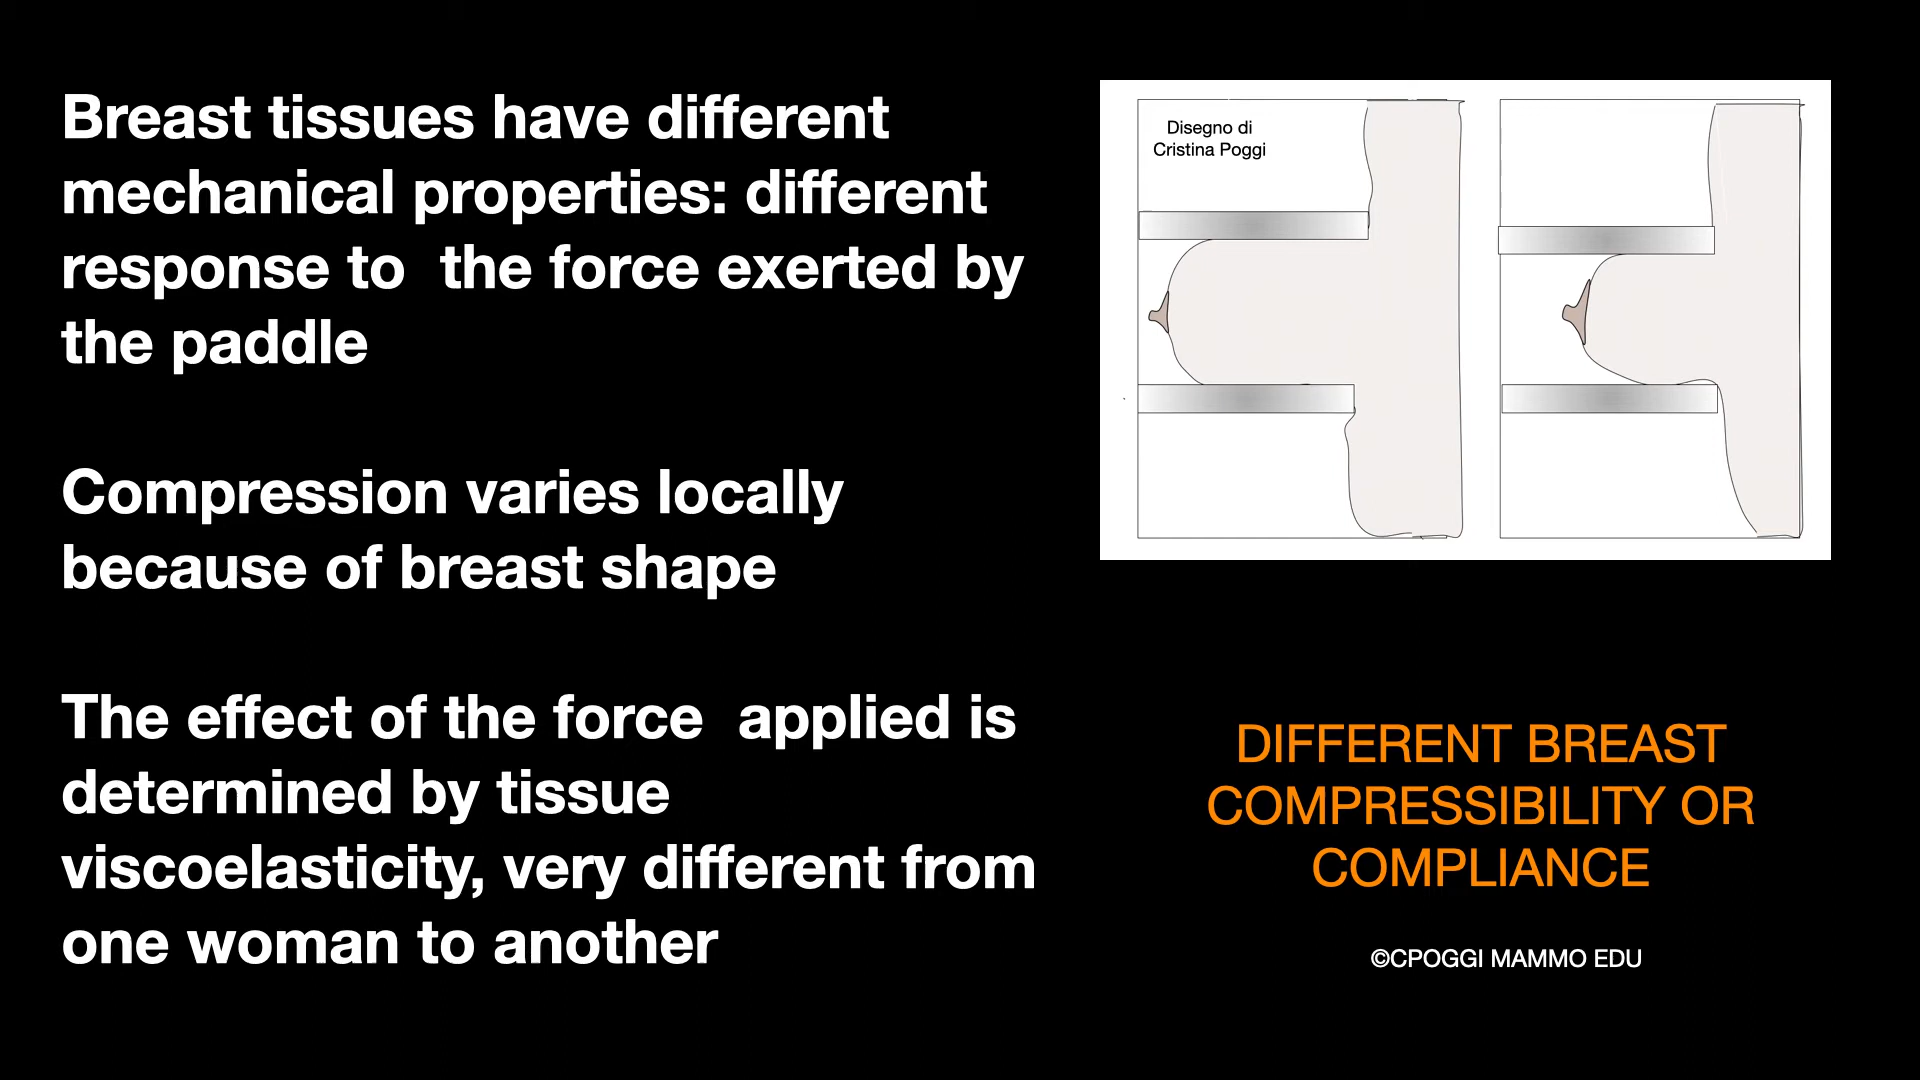 Breast tissues have different
mechanical properties: different
response to  the force exerted by
the paddle
Compression varies locally
because of breast shape
The effect of the force  applied is
determined by tissue
viscoelasticity, very different from
one woman to another
Disegno di
Cristina Poggi
DIFFERENT BREAST
COMPRESSIBILITY OR
COMPLIANCE
©CPOGGI MAMMO EDU